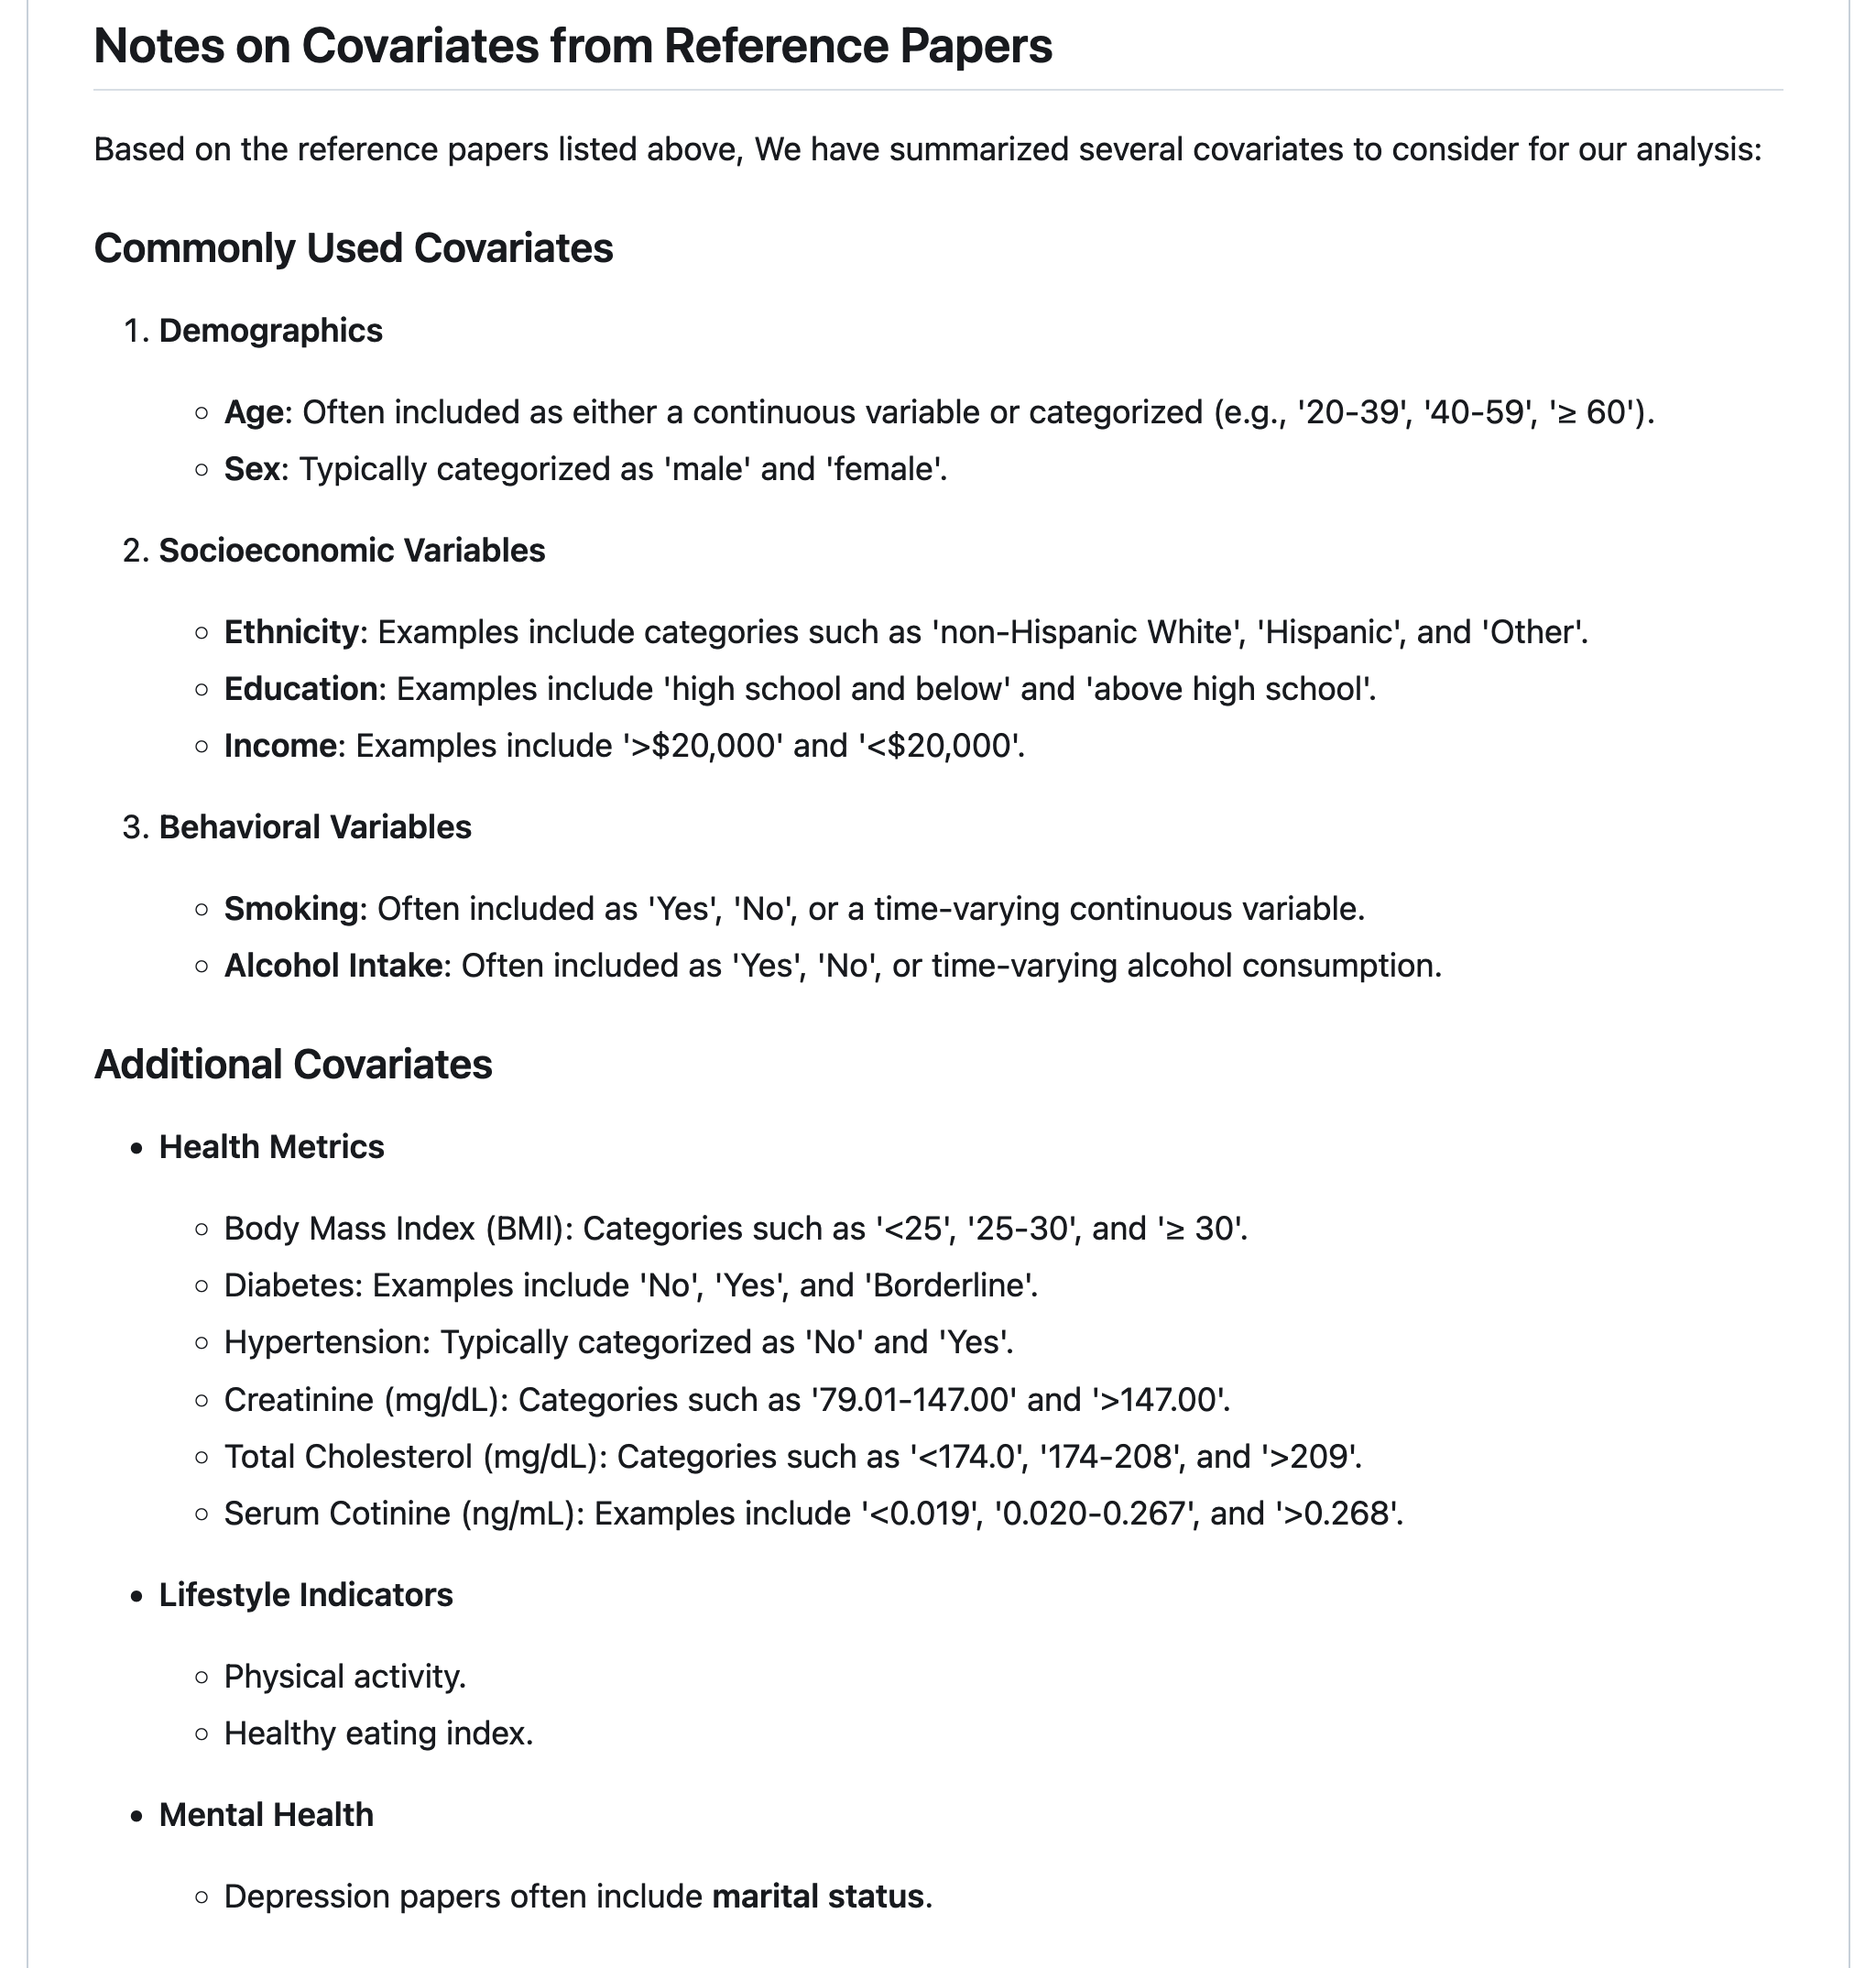 Notes on Covariates from Reference Papers
Based on the reference papers listed above, We have summarized several covariates to consider for our analysis:
Commonly Used Covariates
1. Demographics
○ Age: Often included as either a continuous variable or categorized (e.g., '20-39', '40-59', '≥ 60').
○ Sex: Typically categorized as 'male' and 'female'.
2. Socioeconomic Variables
○ Ethnicity: Examples include categories such as 'non-Hispanic White', 'Hispanic', and 'Other'.
○ Education: Examples include 'high school and below' and 'above high school'.
○ Income: Examples include '>$20,000' and '<$20,000'.
3. Behavioral Variables
○ Smoking: Often included as 'Yes', 'No', or a time-varying continuous variable.
○ Alcohol Intake: Often included as 'Yes', 'No', or time-varying alcohol consumption.
Additional Covariates
• Health Metrics
○ Body Mass Index (BMI): Categories such as '<25', '25-30', and '≥ 30'.
○ Diabetes: Examples include 'No', 'Yes', and 'Borderline'.
○ Hypertension: Typically categorized as 'No' and 'Yes'.
○ Creatinine (mg/dL): Categories such as '79.01-147.00' and '>147.00'.
○ Total Cholesterol (mg/dL): Categories such as '<174.0', '174-208', and '>209'.
○ Serum Cotinine (ng/mL): Examples include '<0.019', '0.020-0.267', and '>0.268'.
• Lifestyle Indicators
○ Physical activity.
○ Healthy eating index.
• Mental Health
○ Depression papers often include marital status.